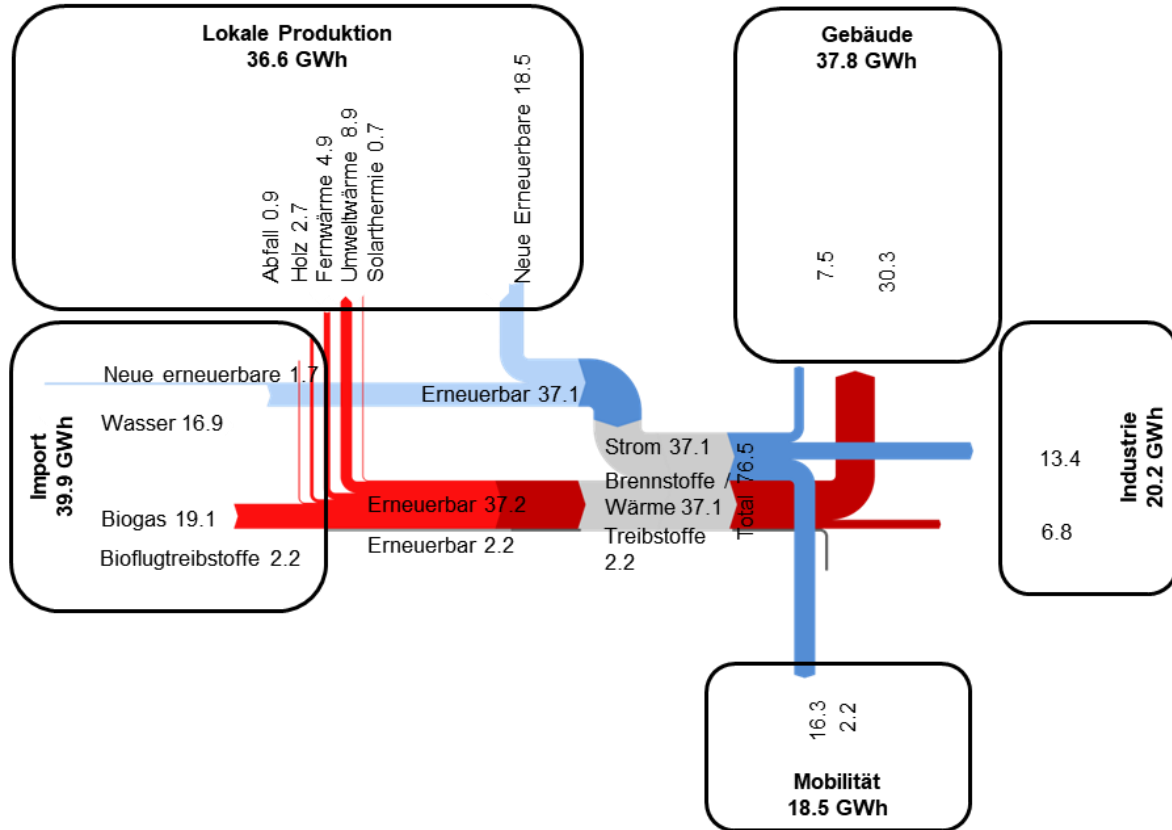 Lokale Produktion
36.6 GWh
Abfall 0.9
Holz 2.7
Fernwärme 4.9
Umweltwärme 8.9
Solarthermie 0.7
Neue Erneuerbare 18.5
Gebäude
37.8 GWh
7.5
30.3
Import
39.9 GWh
Neue erneuerbare 1.7
Wasser 16.9
Biogas 19.1
Bioflugtreibstoffe 2.2
Erneuerbar 37.1
Erneuerbar 37.2
Erneuerbar 2.2
Strom 37.1
Brennstoffe /
Wärme 37.1
Treibstoffe
2.2
Total 76.5
Industrie
20.2 GWh
13.4
6.8
16.3
2.2
Mobilität
18.5 GWh